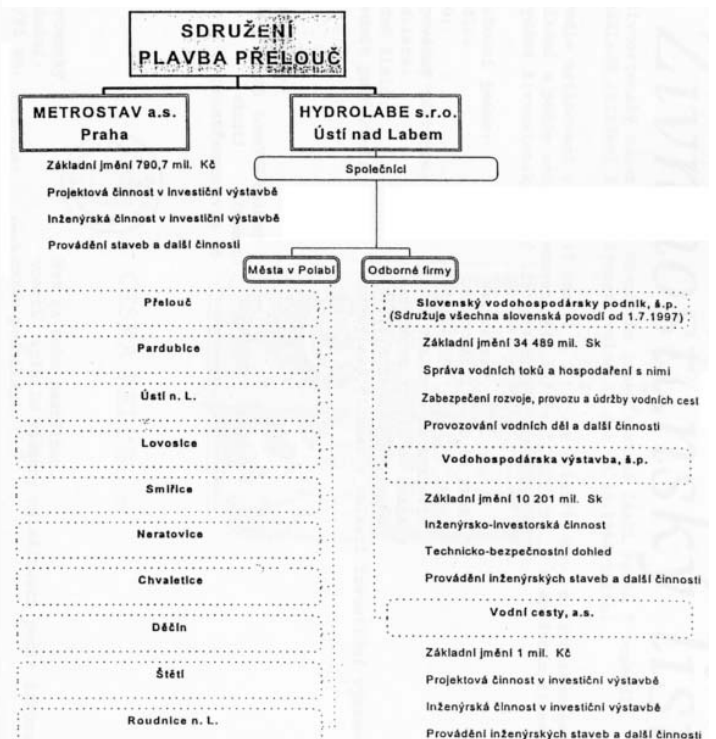 SDRUŽENÍ
PLAVBA PŘELOUČ
METROSTAV a.s.
Praha
HYDROLABE s.r.o.
Ústí nad Labem
Základní jmění 790,7 mil. Kč
Projektová činnost v investiční výstavbě
Inženýrská činnost v investiční výstavbě
Provádění staveb a další činnosti
Společníci
Města v Polabí
Odborné firmy
Přelouč
Pardubice
Ústí n. L.
Lovosice
Smiřice
Neratovice
Chvaletice
Děčín
Štětí
Roudnice n. L.
Slovenský vodohospodársky podnik, š.p.
(Sdružuje všechna slovenská povodí od 1.7.1997)
Základní jmění 34 489 mil. Sk
Správa vodních toků a hospodaření s nimi
Zabezpečení rozvoje, provozu a údržby vodních cest
Provozování vodních děl a další činnosti
Vodohospodárska výstavba, š.p.
Základní jmění 10 201 mil. Sk
Inženýrsko-investorská činnost
Technicko-bezpečnostní dohled
Provádění inženýrských staveb a další činnosti
Vodní cesty, a.s.
Základní jmění 1 mil. Kč
Projektová činnost v investiční výstavbě
Inženýrská činnost v investiční výstavbě
Provádění inženýrských staveb a další činnosti